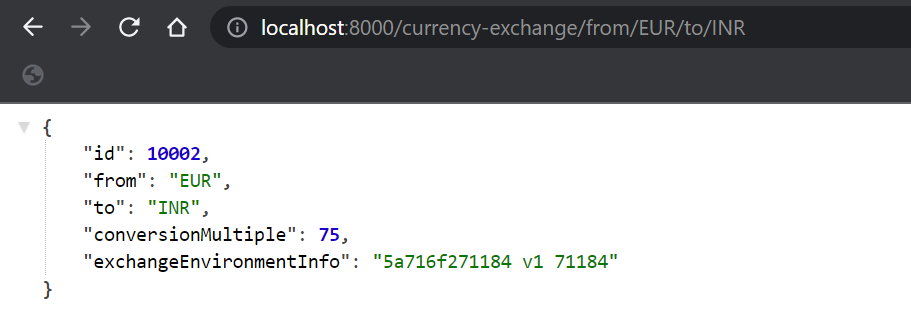 localhost:8000/currency-exchange/from/EUR/to/INR
{
"id": 10002,
"from": "EUR",
"to": "INR",
"conversionMultiple": 75,
"exchangeEnvironmentInfo": "5a716f271184 v1 71184"
}